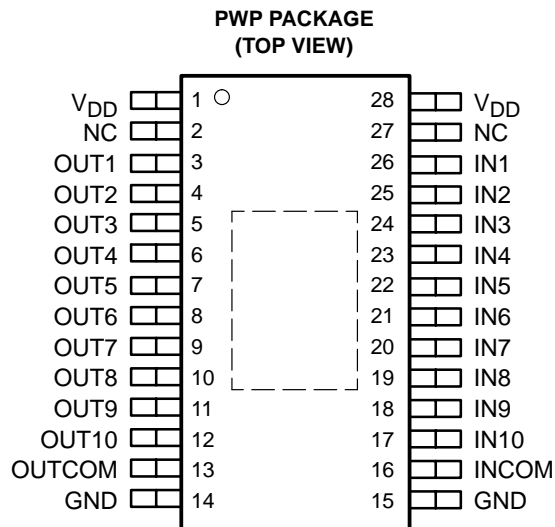 PWP PACKAGE
(TOP VIEW)
VDD 1 28 VDD
NC 2 27 NC
OUT1 3 26 IN1
OUT2 4 25 IN2
OUT3 5 24 IN3
OUT4 6 23 IN4
OUT5 7 22 IN5
OUT6 8 21 IN6
OUT7 9 20 IN7
OUT8 10 19 IN8
OUT9 11 18 IN9
OUT10 12 17 IN10
OUTCOM 13 16 INCOM
GND 14 15 GND